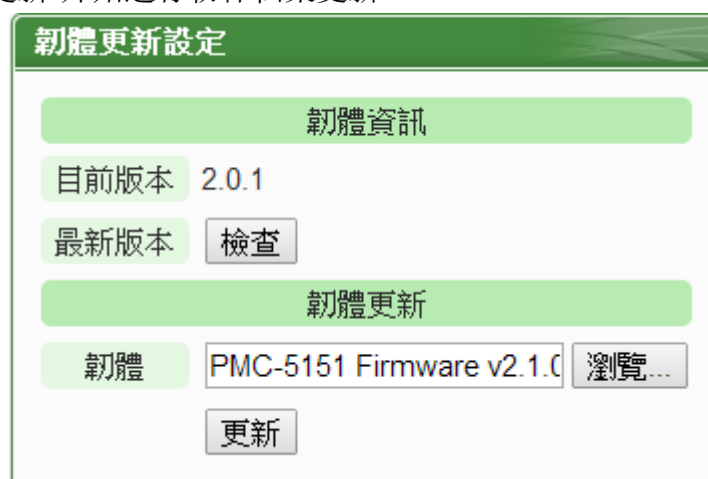 韌體更新設定
韌體資訊
目前版本 2.0.1
最新版本 檢查
韌體更新
韌體 PMC-5151 Firmware v2.1.0 瀏覽...
更新